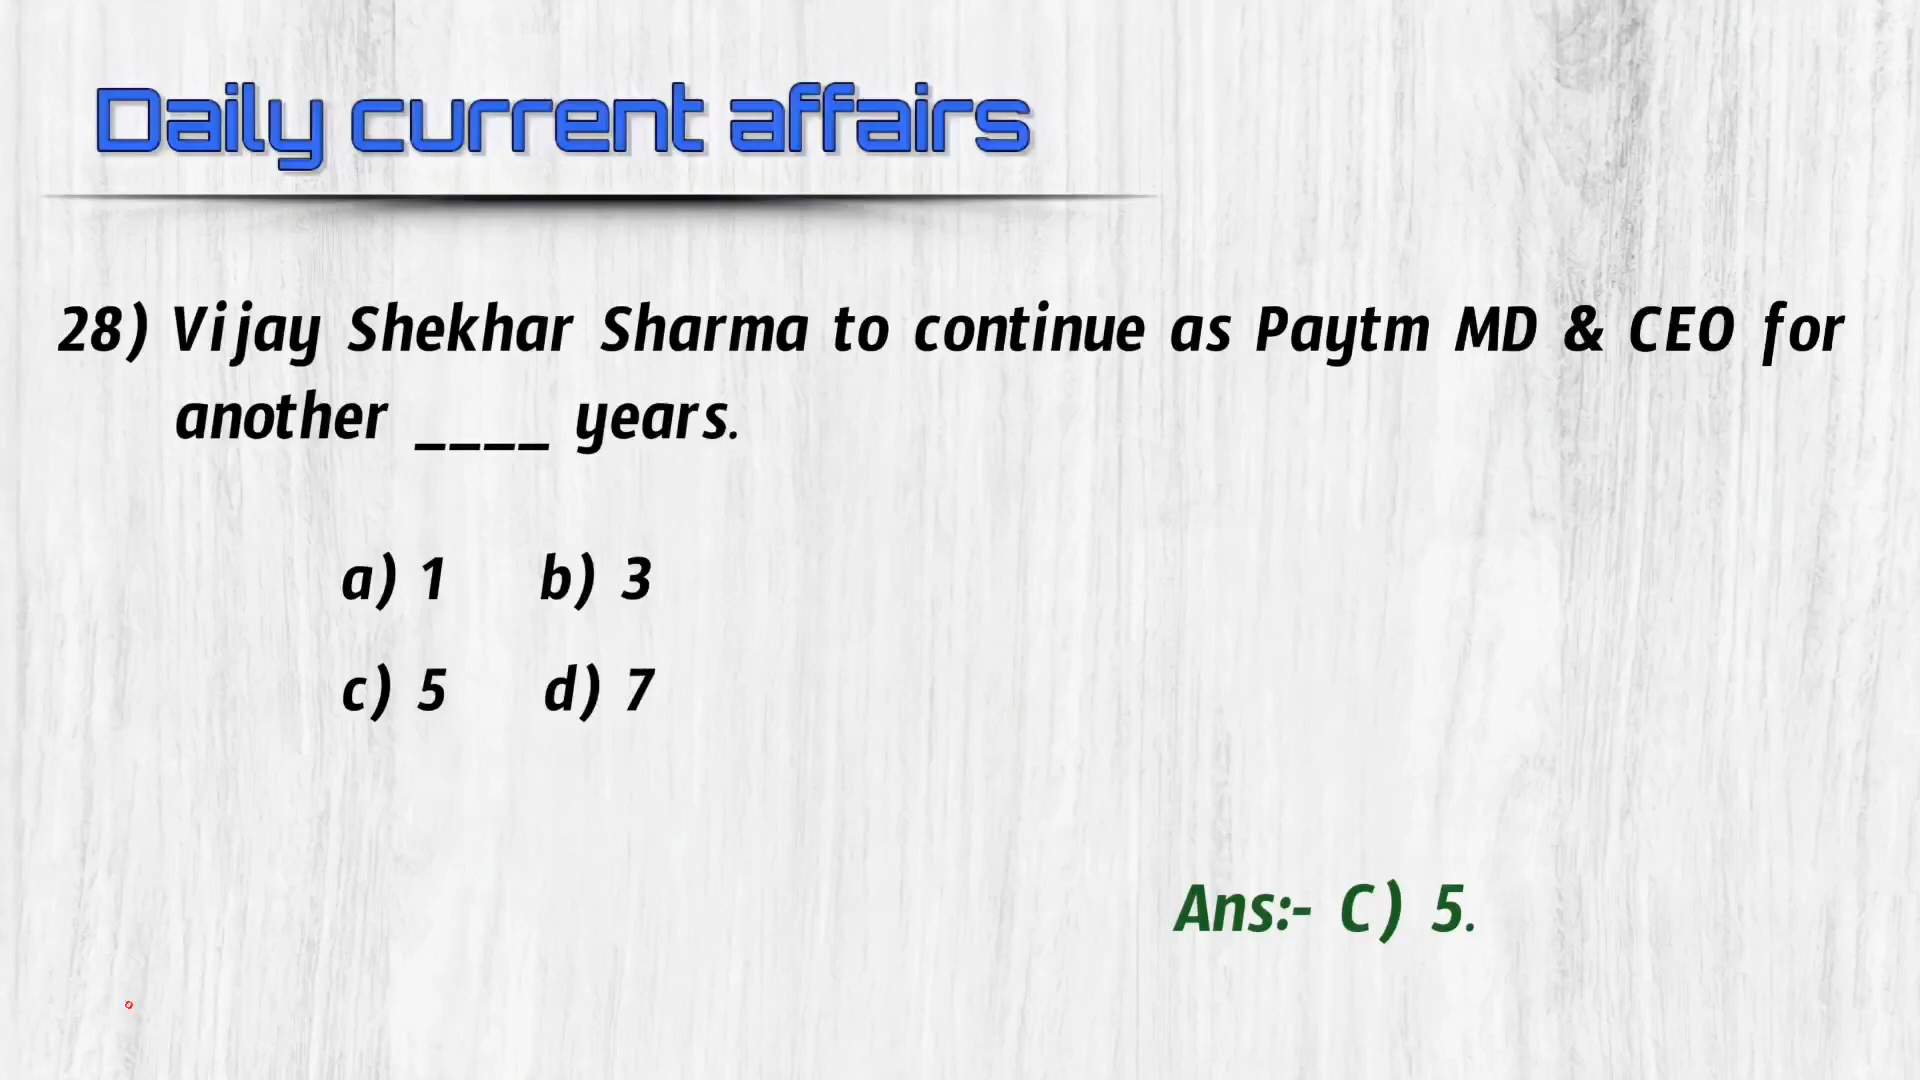 Daily current affairs
28) Vijay Shekhar Sharma to continue as Paytm MD & CEO for
another ____ years.
a) 1 b) 3
c) 5 d) 7
Ans:- C) 5.